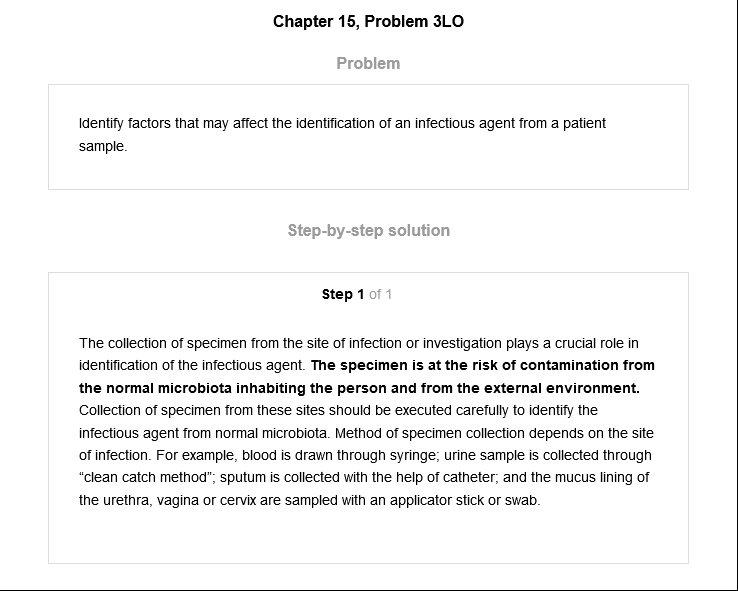 Chapter 15, Problem 3LO
Problem
Identify factors that may affect the identification of an infectious agent from a patient
sample.
Step-by-step solution
Step 1 of 1
The collection of specimen from the site of infection or investigation plays a crucial role in
identification of the infectious agent. The specimen is at the risk of contamination from
the normal microbiota inhabiting the person and from the external environment.
Collection of specimen from these sites should be executed carefully to identify the
infectious agent from normal microbiota. Method of specimen collection depends on the site
of infection. For example, blood is drawn through syringe; urine sample is collected through
“clean catch method”; sputum is collected with the help of catheter; and the mucus lining of
the urethra, vagina or cervix are sampled with an applicator stick or swab.